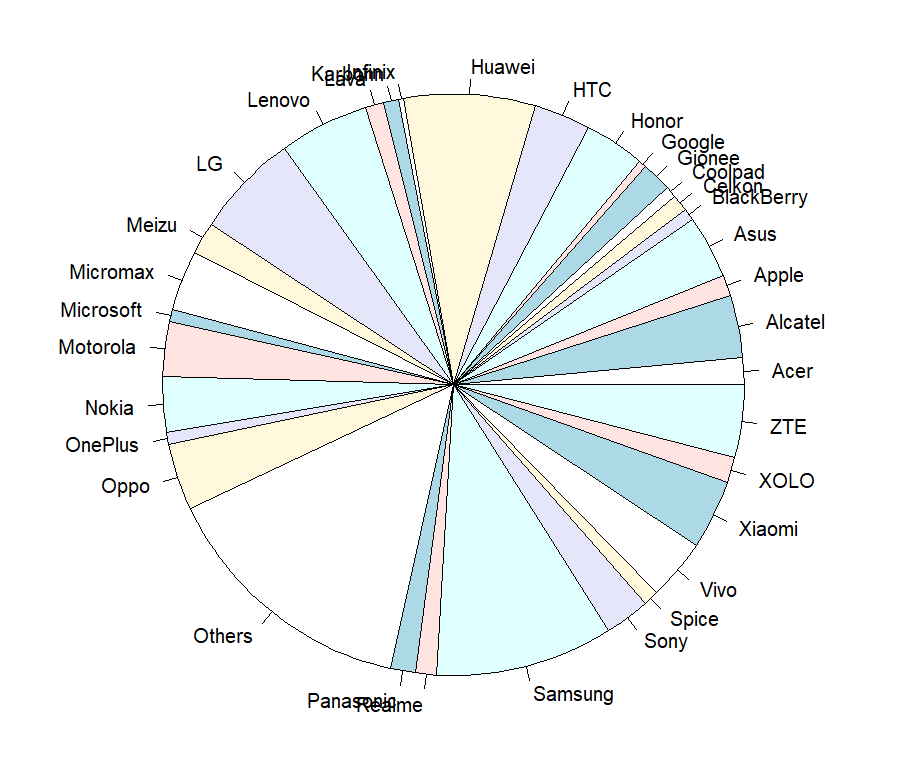 Huawei
Infinix
Karbonn
Lava
HTC
Lenovo
Honor
Google
Gionee
LG
Coolpad
Celkon
BlackBerry
Meizu
Asus
Micromax
Apple
Microsoft
Alcatel
Motorola
Acer
Nokia
ZTE
OnePlus
XOLO
Oppo
Xiaomi
Vivo
Spice
Others
Sony
Samsung
Panasonic
Realme